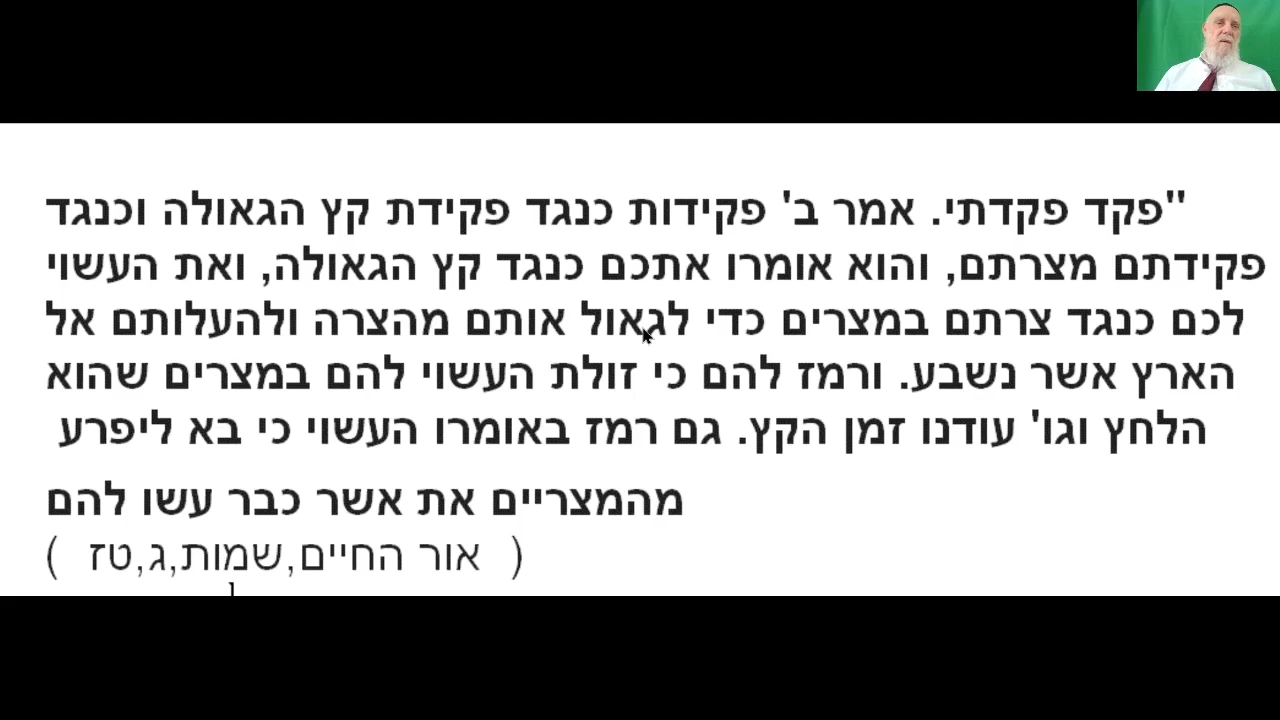 "פקד פקדתי. אמר ב' פקידות כנגד פקידת קץ הגאולה וכנגד
פקידתם מצרתם, והוא אומרו אתכם כנגד קץ הגאולה, ואת העשוי
לכם כנגד צרתם במצרים כדי לגאול אותם מהצרה ולהעלותם אל
הארץ אשר נשבע. ורמז להם כי זולת העשוי להם במצרים שהוא
הלחץ וגו' עודנו זמן הקץ. גם רמז באומרו העשוי כי בא ליפרע
מהמצריים את אשר כבר עשו להם
( אור החיים,שמות,ג,טז )